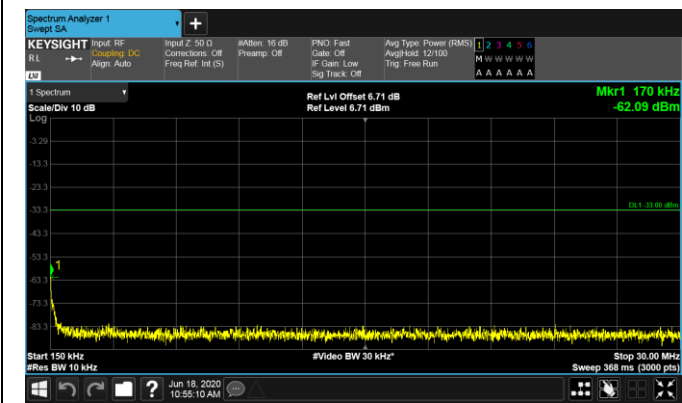 Spectrum Analyzer 1
Swept SA
+
KEYSIGHT Input: RF Input Z: 50 Ω #Atten: 16 dB PNO: Fast Avg Type: Power (RMS) 1 2 3 4 5 6
RL Coupling: DC Corrections: Off Preamp: Off Gate: Off Avg|Hold: 12/100 M W W W W W
Align: Auto Freq Ref: Int (S) IF Gain: Low Trig: Free Run
LXI Sig Track: Off A A A A A A
1 Spectrum Ref Lvl Offset 6.71 dB Mkr1 170 kHz
Scale/Div 10 dB Ref Level 6.71 dBm -62.09 dBm
Log
-3.29
-13.3
-23.3
-33.3 DL1 -33.00 dBm
-43.3
-53.3
1
-63.3
-73.3
-83.3
Start 150 kHz #Video BW 30 kHz* Stop 30.00 MHz
#Res BW 10 kHz Sweep 368 ms (3000 pts)
? Jun 18, 2020
10:55:10 AM